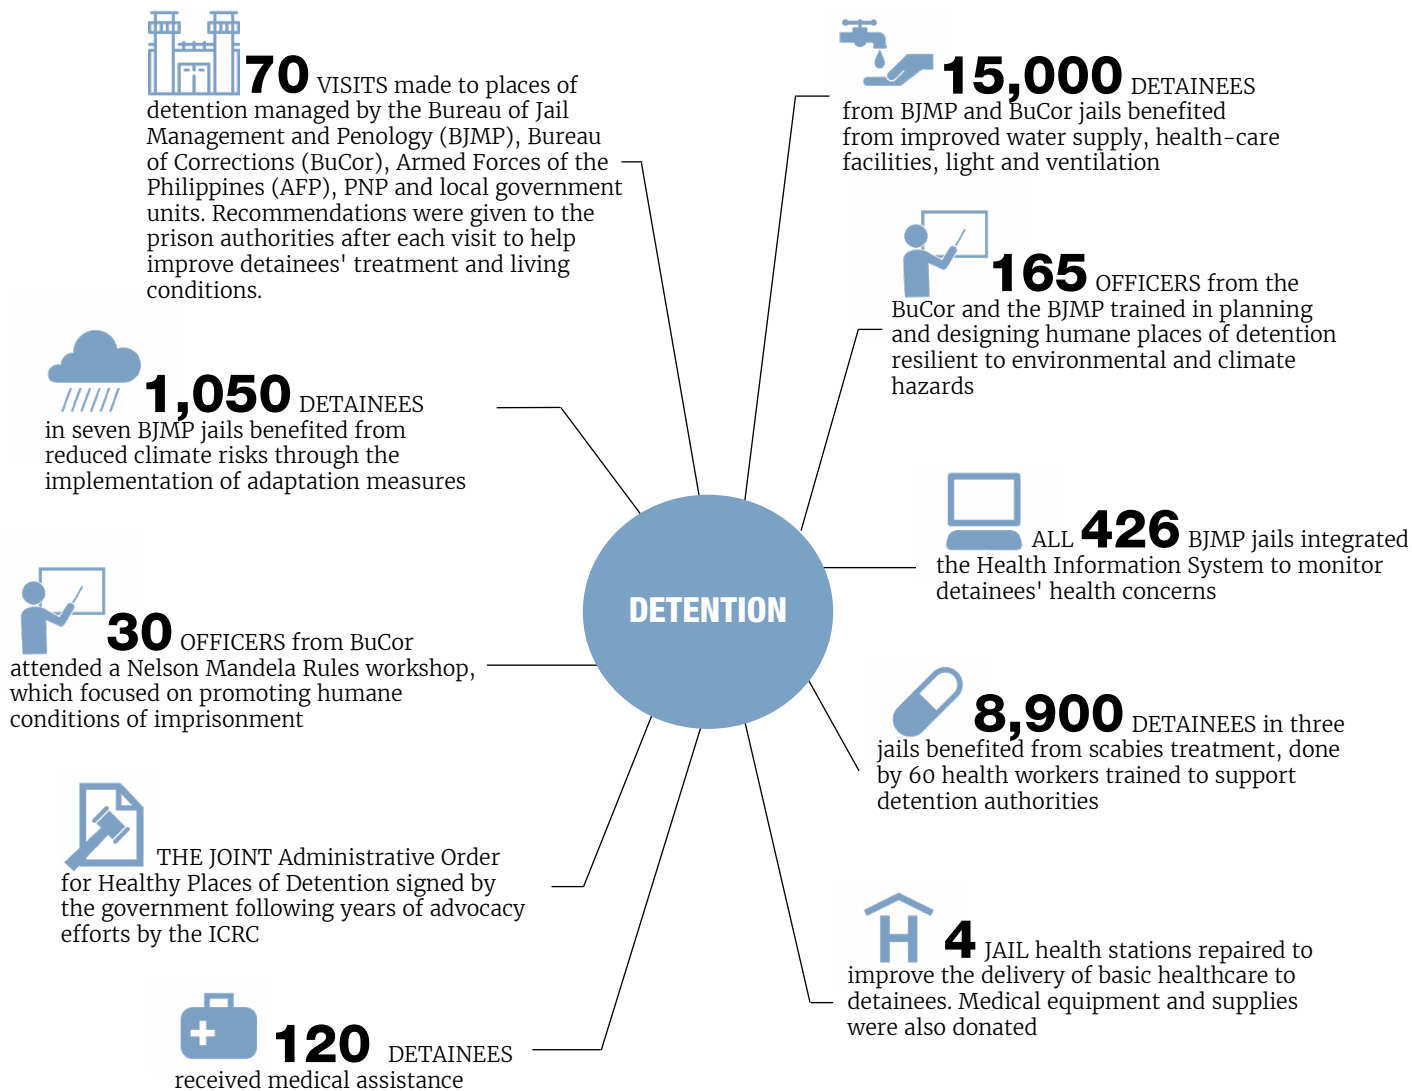 70 VISITS made to places of
detention managed by the Bureau of Jail
Management and Penology (BJMP), Bureau
of Corrections (BuCor), Armed Forces of the
Philippines (AFP), PNP and local government
units. Recommendations were given to the
prison authorities after each visit to help
improve detainees' treatment and living
conditions.
1,050 DETAINEES
in seven BJMP jails benefited from
reduced climate risks through the
implementation of adaptation measures
30 OFFICERS from BuCor
attended a Nelson Mandela Rules workshop,
which focused on promoting humane
conditions of imprisonment
THE JOINT Administrative Order
for Healthy Places of Detention signed by
the government following years of advocacy
efforts by the ICRC
120 DETAINEES
received medical assistance
DETENTION
15,000 DETAINEES
from BJMP and BuCor jails benefited
from improved water supply, health-care
facilities, light and ventilation
165 OFFICERS from the
BuCor and the BJMP trained in planning
and designing humane places of detention
resilient to environmental and climate
hazards
ALL 426 BJMP jails integrated
the Health Information System to monitor
detainees' health concerns
8,900 DETAINEES in three
jails benefited from scabies treatment, done
by 60 health workers trained to support
detention authorities
H 4 JAIL health stations repaired to
improve the delivery of basic healthcare to
detainees. Medical equipment and supplies
were also donated